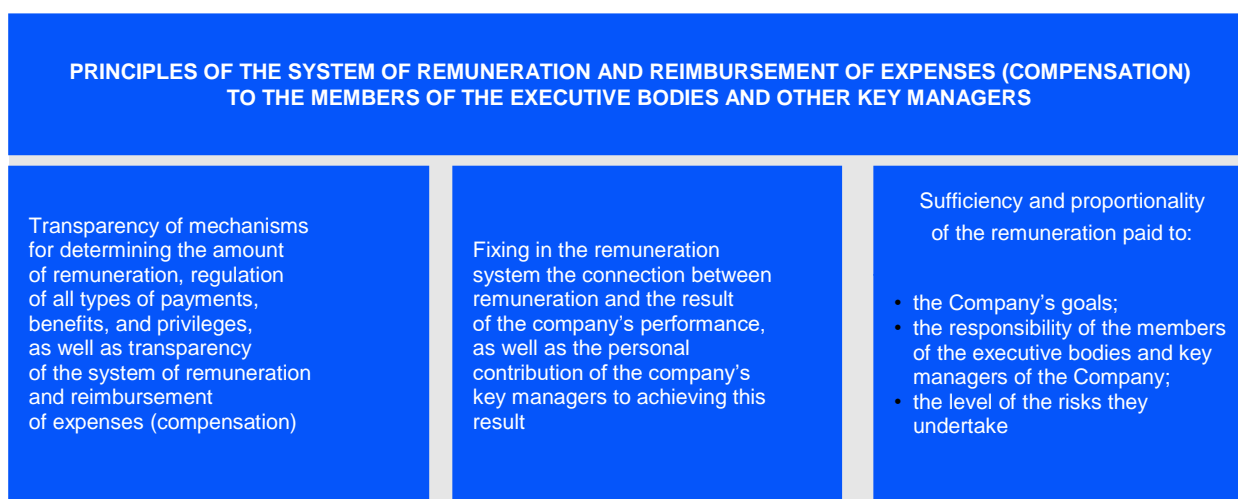 PRINCIPLES OF THE SYSTEM OF REMUNERATION AND REIMBURSEMENT OF EXPENSES (COMPENSATION)
TO THE MEMBERS OF THE EXECUTIVE BODIES AND OTHER KEY MANAGERS
Transparency of mechanisms
for determining the amount
of remuneration, regulation
of all types of payments,
benefits, and privileges,
as well as transparency
of the system of remuneration
and reimbursement
of expenses (compensation)
Fixing in the remuneration
system the connection between
remuneration and the result
of the company's performance,
as well as the personal
contribution of the company's
key managers to achieving this
result
Sufficiency and proportionality
of the remuneration paid to:
• the Company's goals;
• the responsibility of the members
of the executive bodies and key
managers of the Company;
• the level of the risks they
undertake